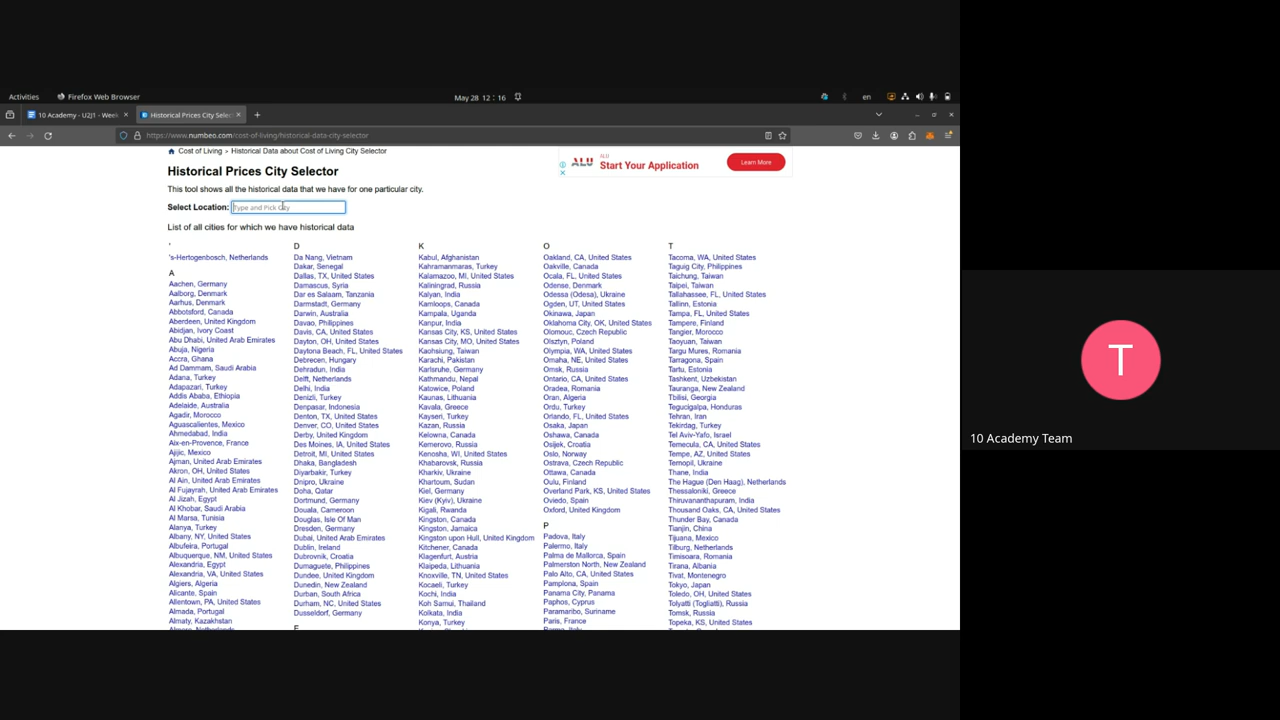 Activities
Firefox Web Browser
May 28 12:16
en
10 Academy - U2J1 - Week
Historical Prices City Selec
https://www.numbeo.com/cost-of-living/historical-data-city-selector
Cost of Living > Historical Data about Cost of Living City Selector
ALU
ALU
Start Your Application
Learn More
Historical Prices City Selector
This tool shows all the historical data that we have for one particular city.
Select Location: Type and Pick City
List of all cities for which we have historical data
'
's-Hertogenbosch, Netherlands
A
Aachen, Germany
Aalborg, Denmark
Aarhus, Denmark
Abbotsford, Canada
Aberdeen, United Kingdom
Abidjan, Ivory Coast
Abu Dhabi, United Arab Emirates
Abuja, Nigeria
Accra, Ghana
Ad Dammam, Saudi Arabia
Adana, Turkey
Adapazari, Turkey
Addis Ababa, Ethiopia
Adelaide, Australia
Agadir, Morocco
Aguascalientes, Mexico
Ahmedabad, India
Aix-en-Provence, France
Ajijic, Mexico
Ajman, United Arab Emirates
Akron, OH, United States
Al Ain, United Arab Emirates
Al Fujayrah, United Arab Emirates
Al Jizah, Egypt
Al Khobar, Saudi Arabia
Al Marsa, Tunisia
Alanya, Turkey
Albany, NY, United States
Albufeira, Portugal
Albuquerque, NM, United States
Alexandria, Egypt
Alexandria, VA, United States
Algiers, Algeria
Alicante, Spain
Allentown, PA, United States
Almada, Portugal
Almaty, Kazakhstan
D
Da Nang, Vietnam
Dakar, Senegal
Dallas, TX, United States
Damascus, Syria
Dar es Salaam, Tanzania
Darmstadt, Germany
Darwin, Australia
Davao, Philippines
Davis, CA, United States
Dayton, OH, United States
Daytona Beach, FL, United States
Debrecen, Hungary
Dehradun, India
Delft, Netherlands
Delhi, India
Denizli, Turkey
Denpasar, Indonesia
Denton, TX, United States
Denver, CO, United States
Derby, United Kingdom
Des Moines, IA, United States
Detroit, MI, United States
Dhaka, Bangladesh
Diyarbakir, Turkey
Dnipro, Ukraine
Doha, Qatar
Dortmund, Germany
Douala, Cameroon
Douglas, Isle Of Man
Dresden, Germany
Dubai, United Arab Emirates
Dublin, Ireland
Dubrovnik, Croatia
Dumaguete, Philippines
Dundee, United Kingdom
Dunedin, New Zealand
Durban, South Africa
Durham, NC, United States
Dusseldorf, Germany
K
Kabul, Afghanistan
Kahramanmaras, Turkey
Kalamazoo, MI, United States
Kaliningrad, Russia
Kalyan, India
Kamloops, Canada
Kampala, Uganda
Kanpur, India
Kansas City, KS, United States
Kansas City, MO, United States
Kaohsiung, Taiwan
Karachi, Pakistan
Karlsruhe, Germany
Kathmandu, Nepal
Katowice, Poland
Kaunas, Lithuania
Kavala, Greece
Kayseri, Turkey
Kazan, Russia
Kelowna, Canada
Kemerovo, Russia
Kenosha, WI, United States
Khabarovsk, Russia
Kharkiv, Ukraine
Khartoum, Sudan
Kiel, Germany
Kiev (Kyiv), Ukraine
Kigali, Rwanda
Kingston, Canada
Kingston, Jamaica
Kingston upon Hull, United Kingdom
Kitchener, Canada
Klagenfurt, Austria
Klaipeda, Lithuania
Knoxville, TN, United States
Kocaeli, Turkey
Kochi, India
Koh Samui, Thailand
Kolkata, India
Konya, Turkey
O
Oakland, CA, United States
Oakville, Canada
Ocala, FL, United States
Odense, Denmark
Odessa (Odesa), Ukraine
Ogden, UT, United States
Okinawa, Japan
Oklahoma City, OK, United States
Olomouc, Czech Republic
Olsztyn, Poland
Olympia, WA, United States
Omaha, NE, United States
Omsk, Russia
Ontario, CA, United States
Oradea, Romania
Oran, Algeria
Ordu, Turkey
Orlando, FL, United States
Osaka, Japan
Oshawa, Canada
Osijek, Croatia
Oslo, Norway
Ostrava, Czech Republic
Ottawa, Canada
Oulu, Finland
Overland Park, KS, United States
Oviedo, Spain
Oxford, United Kingdom
P
Padova, Italy
Palermo, Italy
Palma de Mallorca, Spain
Palmerston North, New Zealand
Palo Alto, CA, United States
Pamplona, Spain
Panama City, Panama
Paphos, Cyprus
Paramaribo, Suriname
Paris, France
T
Tacoma, WA, United States
Taguig City, Philippines
Taichung, Taiwan
Taipei, Taiwan
Tallahassee, FL, United States
Tallinn, Estonia
Tampa, FL, United States
Tampere, Finland
Tangier, Morocco
Taoyuan, Taiwan
Targu Mures, Romania
Tarragona, Spain
Tartu, Estonia
Tashkent, Uzbekistan
Tauranga, New Zealand
Tbilisi, Georgia
Tegucigalpa, Honduras
Tehran, Iran
Tekirdag, Turkey
Tel Aviv-Yafo, Israel
Temecula, CA, United States
Tempe, AZ, United States
Ternopil, Ukraine
Thane, India
The Hague (Den Haag), Netherlands
Thessaloniki, Greece
Thiruvananthapuram, India
Thousand Oaks, CA, United States
Thunder Bay, Canada
Tianjin, China
Tijuana, Mexico
Tilburg, Netherlands
Timisoara, Romania
Tirana, Albania
Tivat, Montenegro
Tokyo, Japan
Toledo, OH, United States
Tolyatti (Togliatti), Russia
Tomsk, Russia
Topeka, KS, United States
T
10 Academy Team